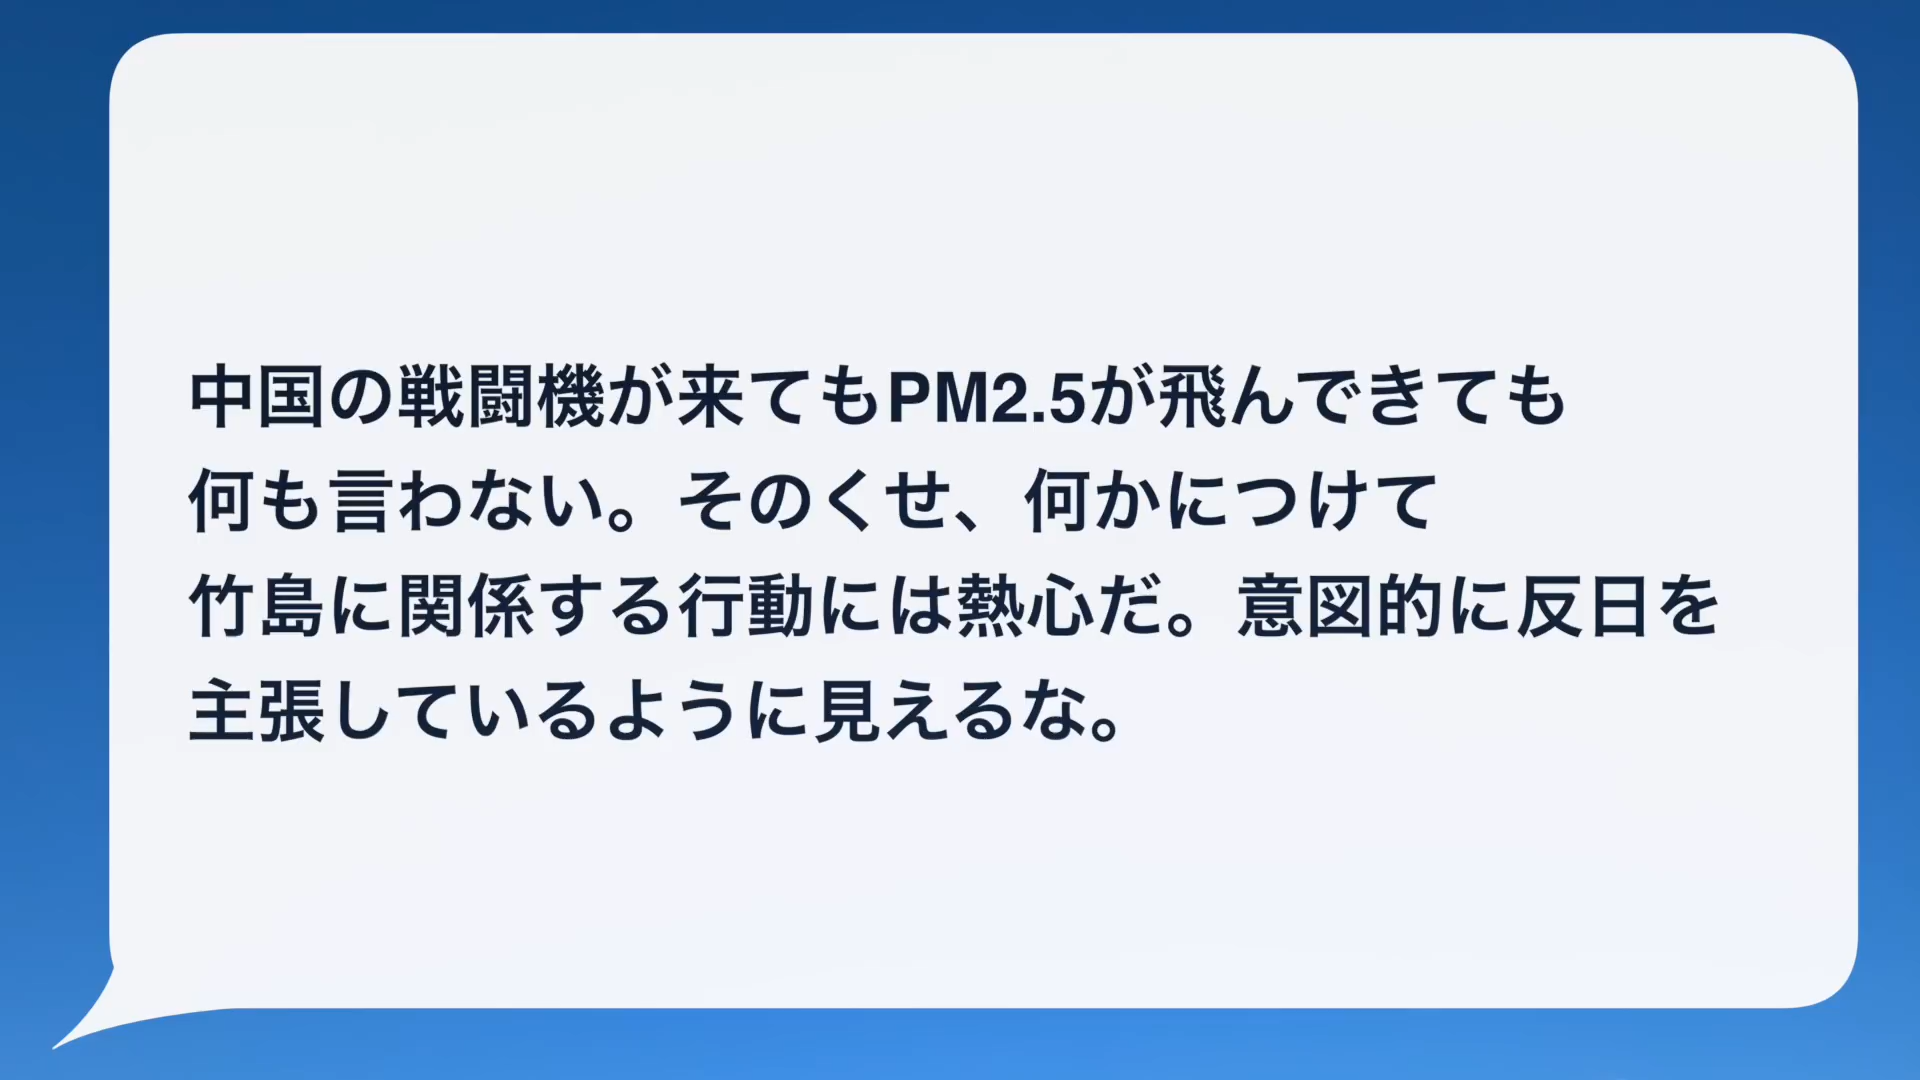 中国の戦闘機が来てもPM2.5が飛んできても
何も言わない。そのくせ、何かにつけて
竹島に関係する行動には熱心だ。意図的に反日を
主張しているように見えるな。